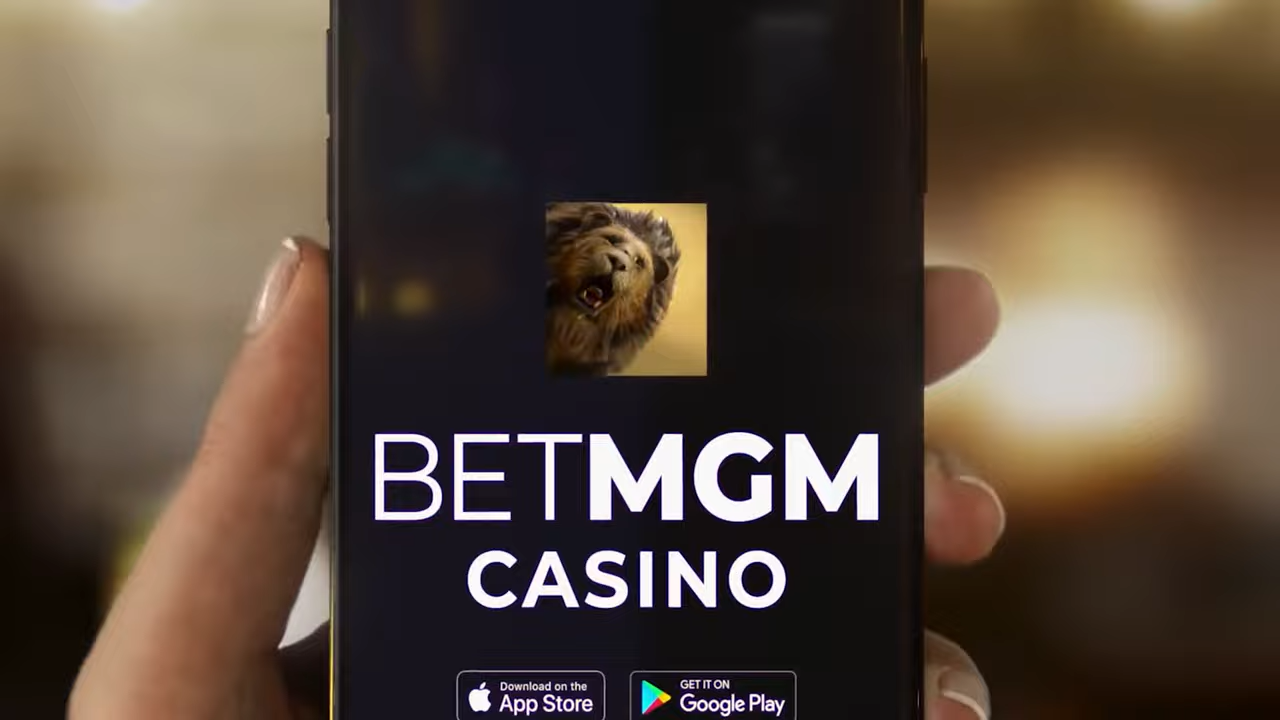 BETMGM
CASINO
Download on the
App Store
GET IT ON
Google Play